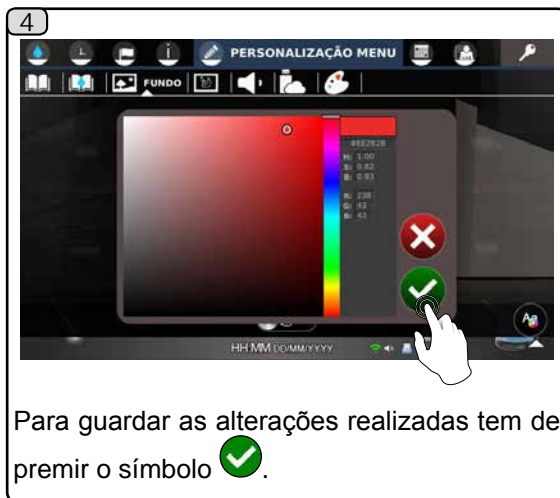 4
PERSONALIZAÇÃO MENU
FUNDO
#EE2B2B
H: 1.00
S: 0.82
B: 0.93
R: 238
G: 43
B: 43
Ag
HH:MM DD/MM/YYYY
Para guardar as alterações realizadas tem de
premir o símbolo .